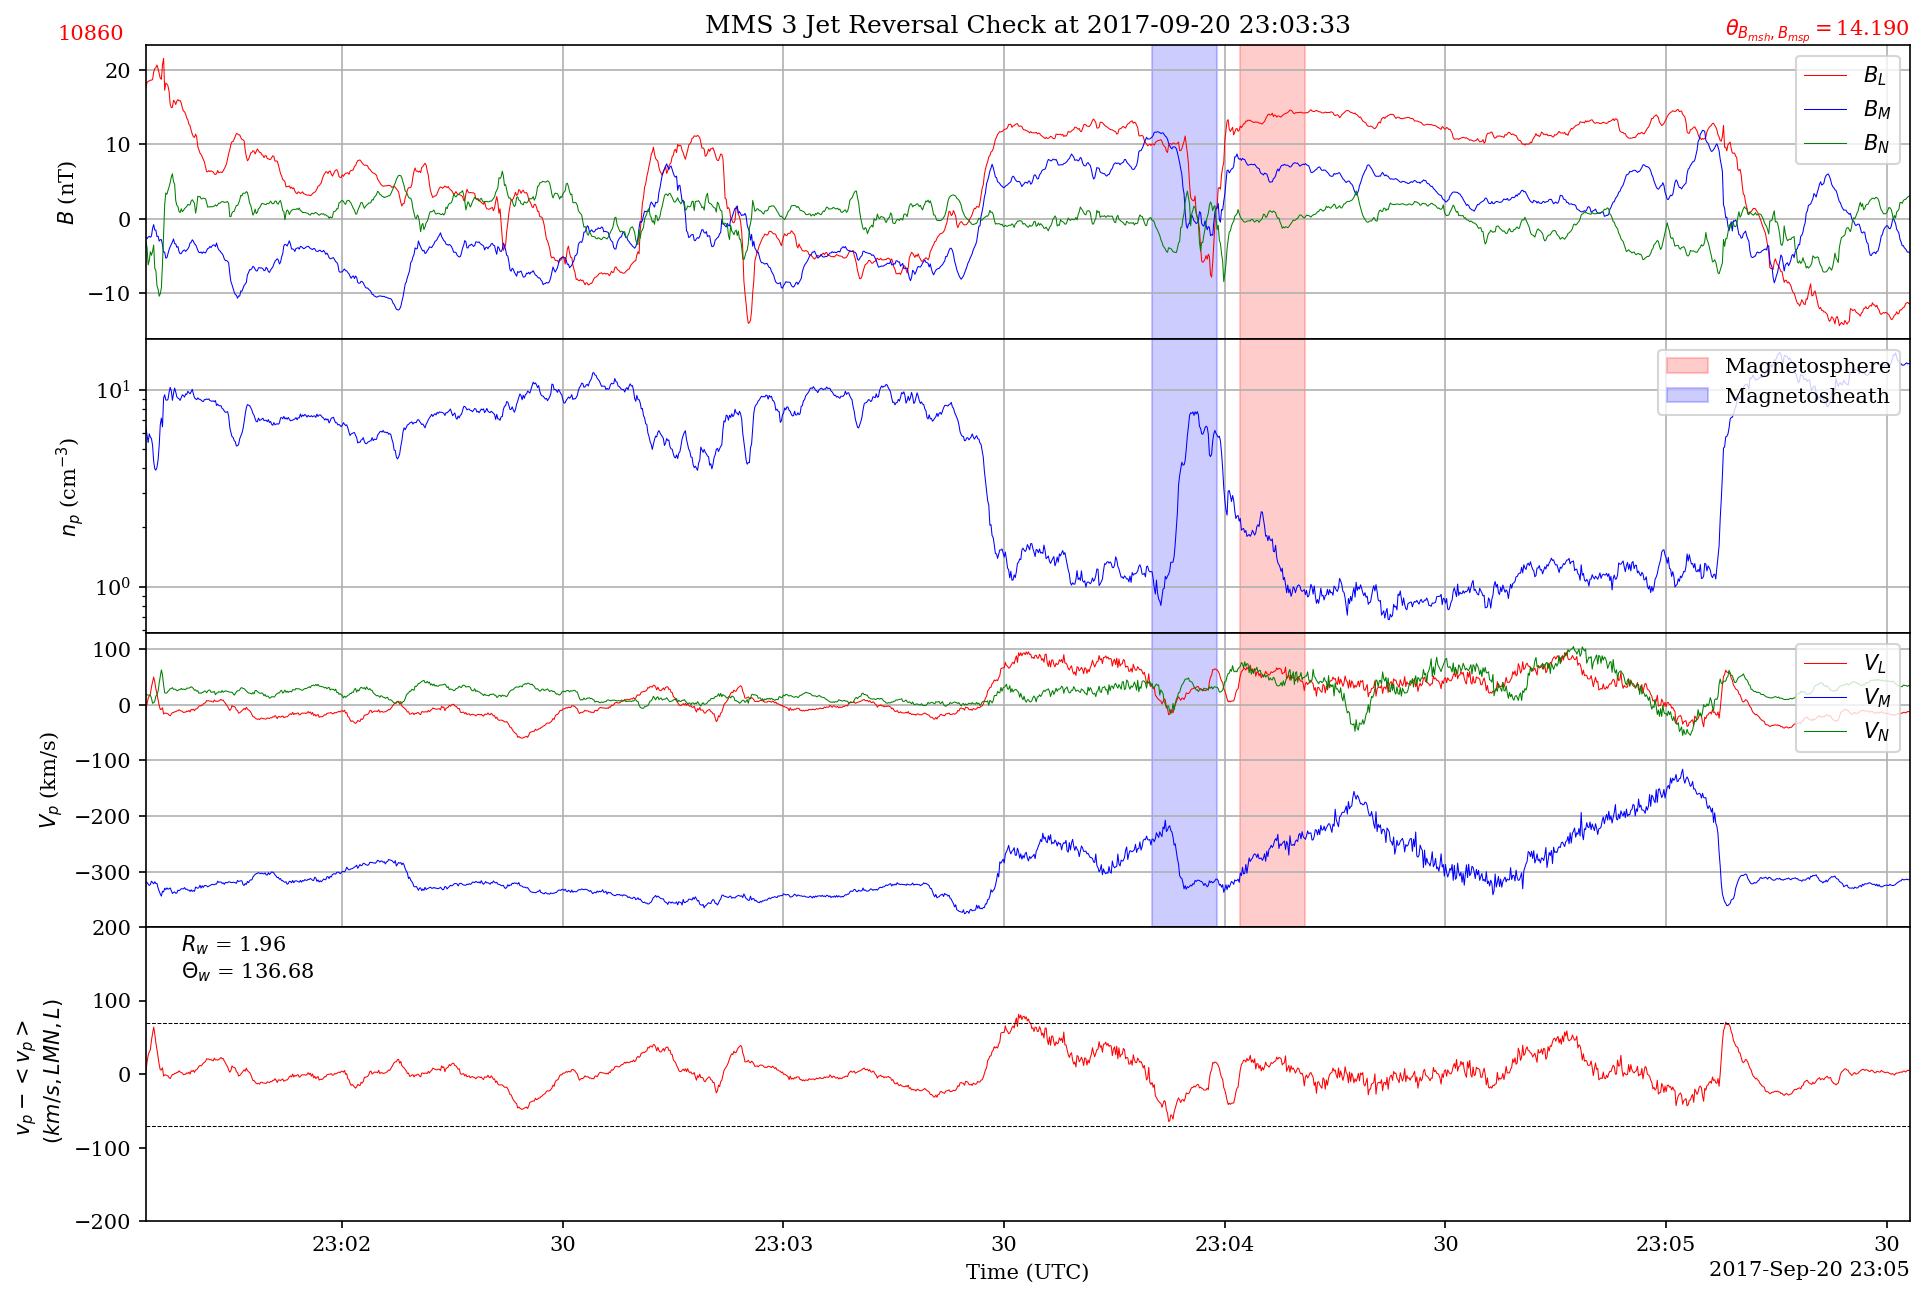 MMS 3 Jet Reversal Check at 2017-09-20 23:03:33
10860
θ_{B_{msh}, B_{msp}} = 14.190
20
10
0
−10
B (nT)
B_L
B_M
B_N
10^1
10^0
n_p (cm^{−3})
Magnetosphere
Magnetosheath
100
0
−100
−200
−300
V_p (km/s)
V_L
V_M
V_N
200
100
0
−100
−200
v_p − < v_p >
(km/s, LMN, L)
R_w = 1.96
Θ_w = 136.68
23:02
30
23:03
30
23:04
30
23:05
30
Time (UTC)
2017-Sep-20 23:05